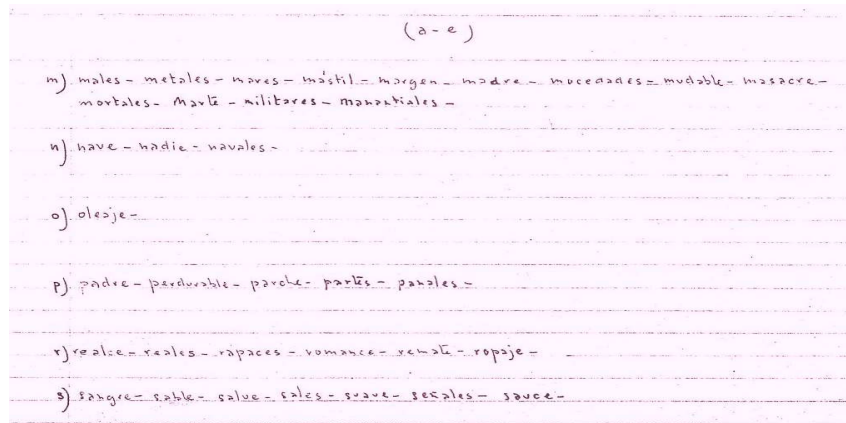 (a-e)
m) males - metales - mares - mástil - margen - madre - mocedades - mudable - masacre -
mortales - Marte - militares - manantiales -
n) nave - nadie - navales -
o) oleaje -
p) padre - perdurable - parche - partes - panales -
r) realce - reales - rapaces - romance - remate - ropaje -
s) sangre - sable - salve - sales - suave - señales - sauce -